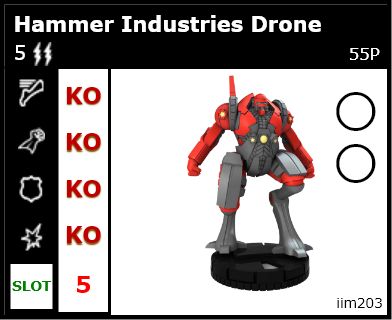 Hammer Industries Drone
5 55P
KO
KO
KO
KO
SLOT 5
iim203